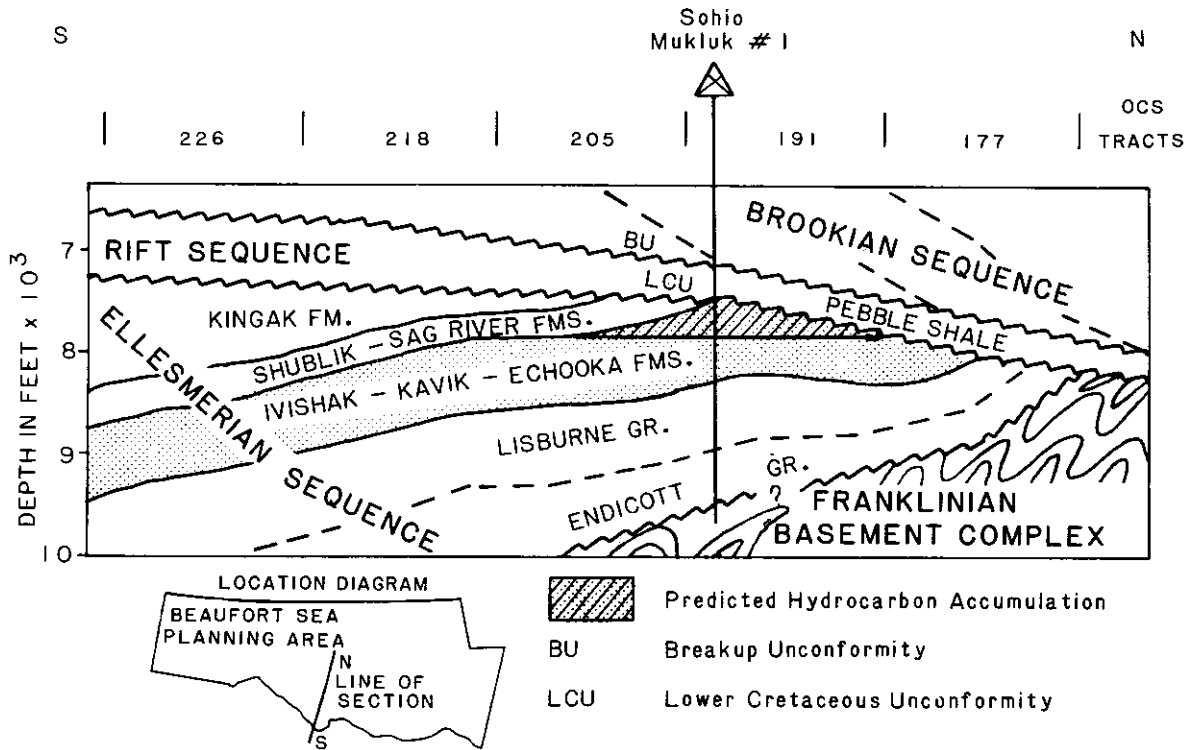 Sohio
Mukluk # 1
S
N
226
218
205
191
177
OCS
TRACTS
DEPTH IN FEET x 10³
7
8
9
10
RIFT SEQUENCE
BU
LCU
BROOKIAN SEQUENCE
PEBBLE SHALE
KINGAK FM.
SHUBLIK - SAG RIVER FMS.
IVISHAK - KAVIK - ECHOOKA FMS.
ELLESMERIAN
SEQUENCE
LISBURNE GR.
ENDICOTT
GR.
?
FRANKLINIAN
BASEMENT COMPLEX
LOCATION DIAGRAM
BEAUFORT SEA
PLANNING AREA
N
LINE OF
SECTION
S
Predicted Hydrocarbon Accumulation
BU Breakup Unconformity
LCU Lower Cretaceous Unconformity